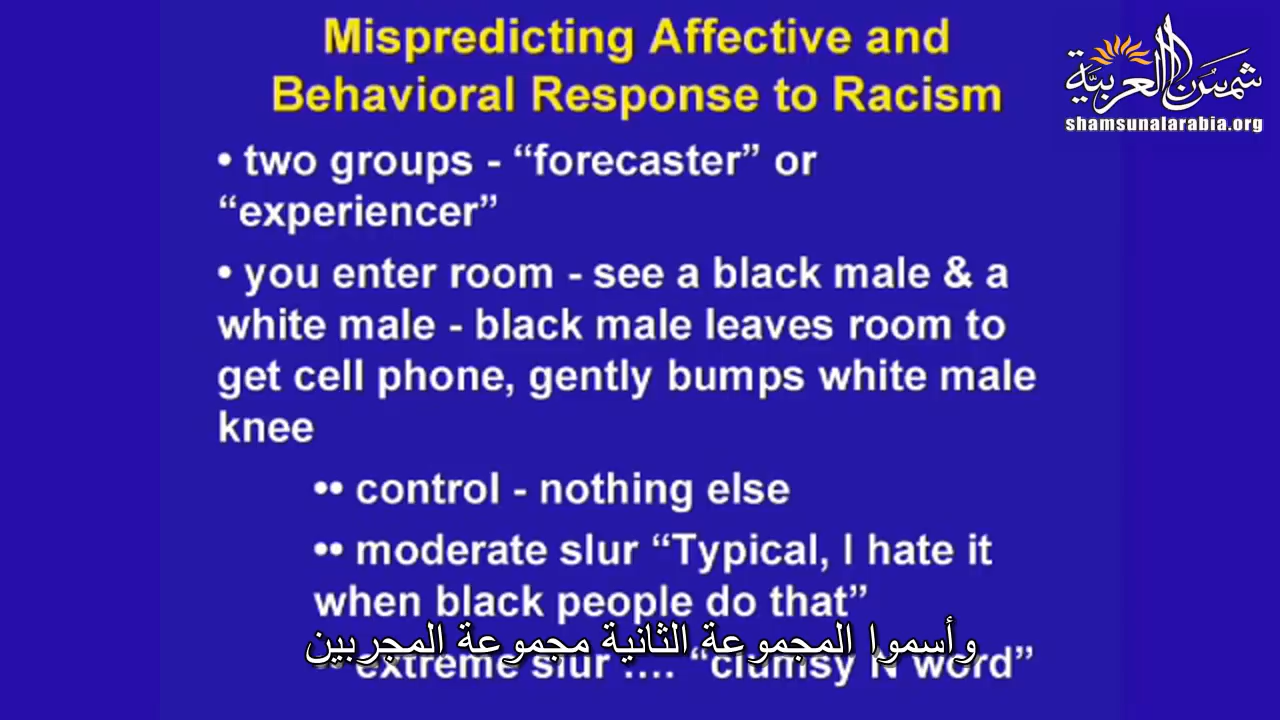 Mispredicting Affective and
Behavioral Response to Racism
شمس العربية
shamsunalarabia.org
• two groups - “forecaster” or
“experiencer”
• you enter room - see a black male & a
white male - black male leaves room to
get cell phone, gently bumps white male
knee
•• control - nothing else
•• moderate slur “Typical, I hate it
when black people do that”
•• extreme slur …. “clumsy N word”
وأسموا المجموعة الثانية مجموعة المجربين